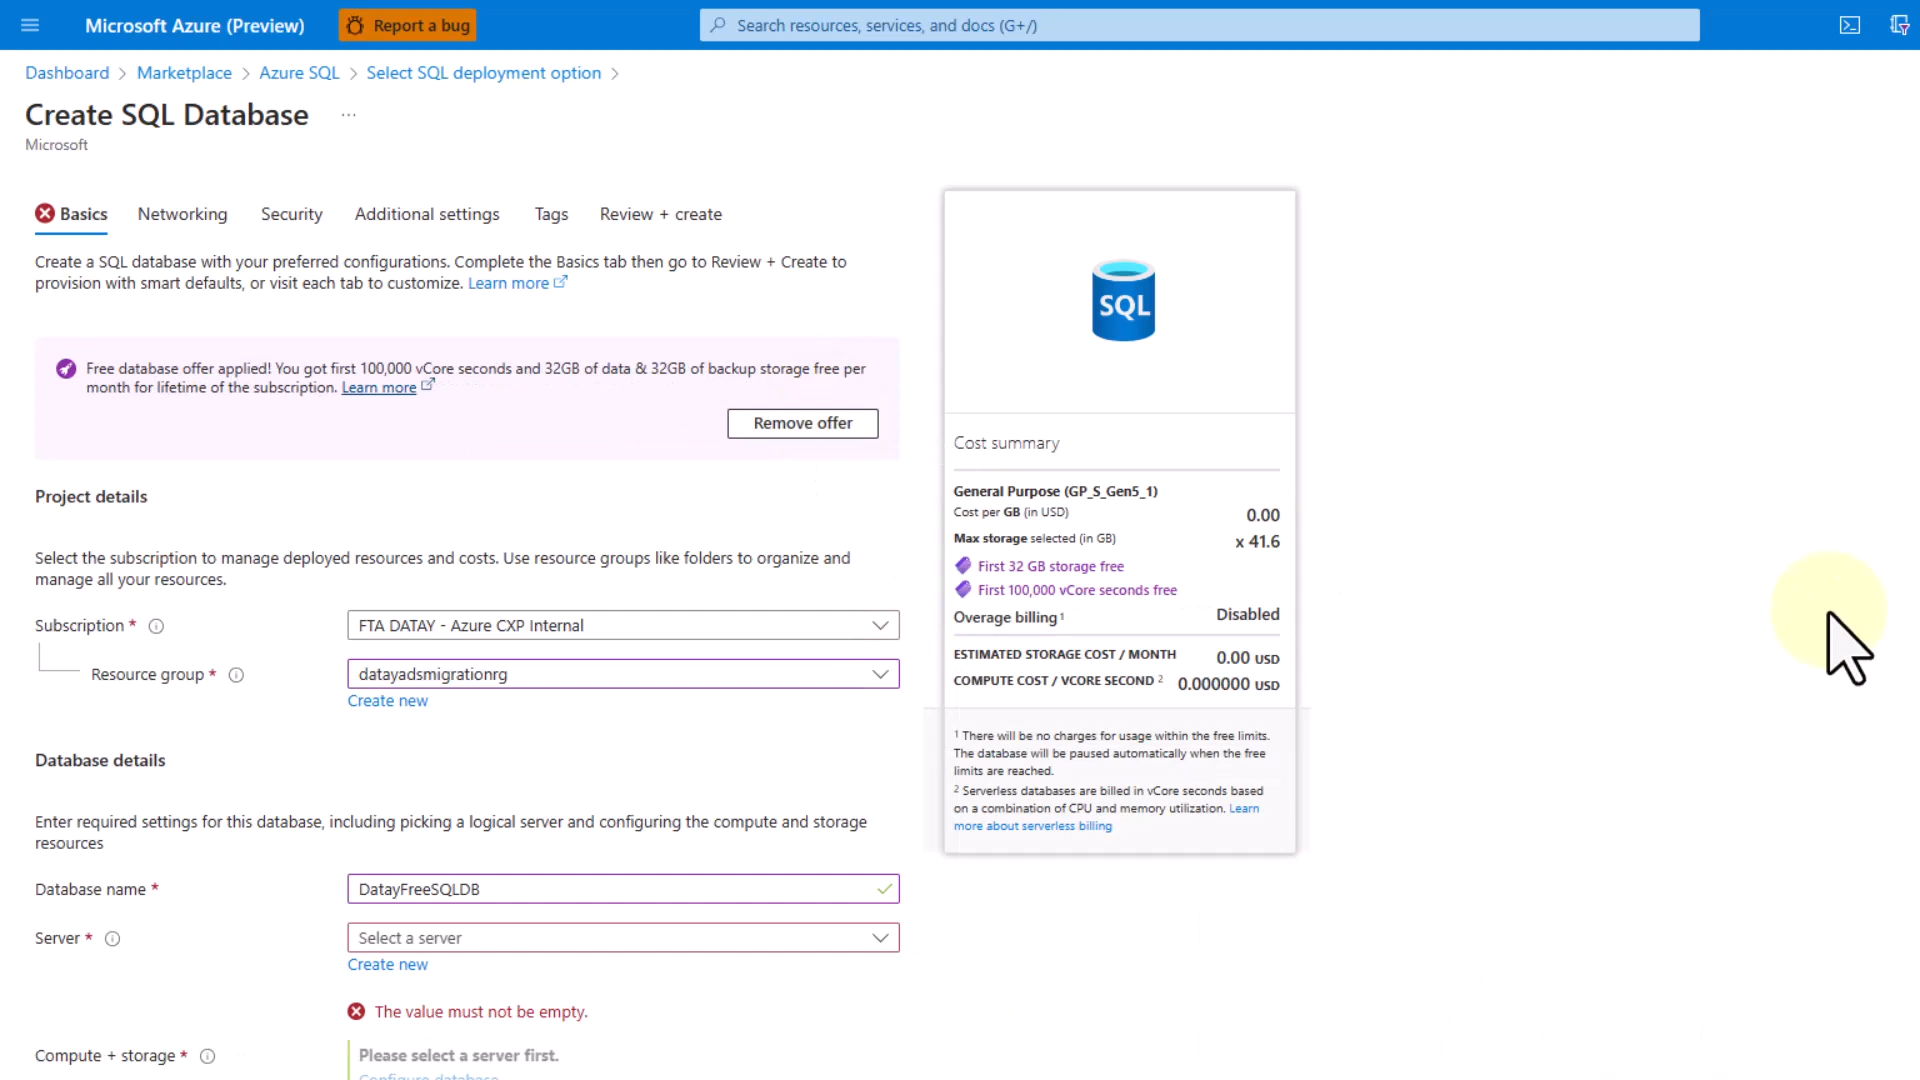 Microsoft Azure (Preview)
Report a bug
Search resources, services, and docs (G+/)
Dashboard > Marketplace > Azure SQL > Select SQL deployment option >
Create SQL Database ...
Microsoft
Basics
Networking
Security
Additional settings
Tags
Review + create
Create a SQL database with your preferred configurations. Complete the Basics tab then go to Review + Create to
provision with smart defaults, or visit each tab to customize. Learn more
Free database offer applied! You got first 100,000 vCore seconds and 32GB of data & 32GB of backup storage free per
month for lifetime of the subscription. Learn more
Remove offer
Project details
Select the subscription to manage deployed resources and costs. Use resource groups like folders to organize and
manage all your resources.
Subscription *
FTA DATAY - Azure CXP Internal
Resource group *
datayadsmigrationrg
Create new
Database details
Enter required settings for this database, including picking a logical server and configuring the compute and storage
resources
Database name *
DatayFreeSQLDB
Server *
Select a server
Create new
The value must not be empty.
Compute + storage *
Please select a server first.
Configure database
SQL
Cost summary
General Purpose (GP_S_Gen5_1)
Cost per GB (in USD) 0.00
Max storage selected (in GB) x 41.6
First 32 GB storage free
First 100,000 vCore seconds free
Overage billing 1 Disabled
ESTIMATED STORAGE COST / MONTH 0.00 USD
COMPUTE COST / VCORE SECOND 2 0.000000 USD
1 There will be no charges for usage within the free limits.
The database will be paused automatically when the free
limits are reached.
2 Serverless databases are billed in vCore seconds based
on a combination of CPU and memory utilization. Learn
more about serverless billing